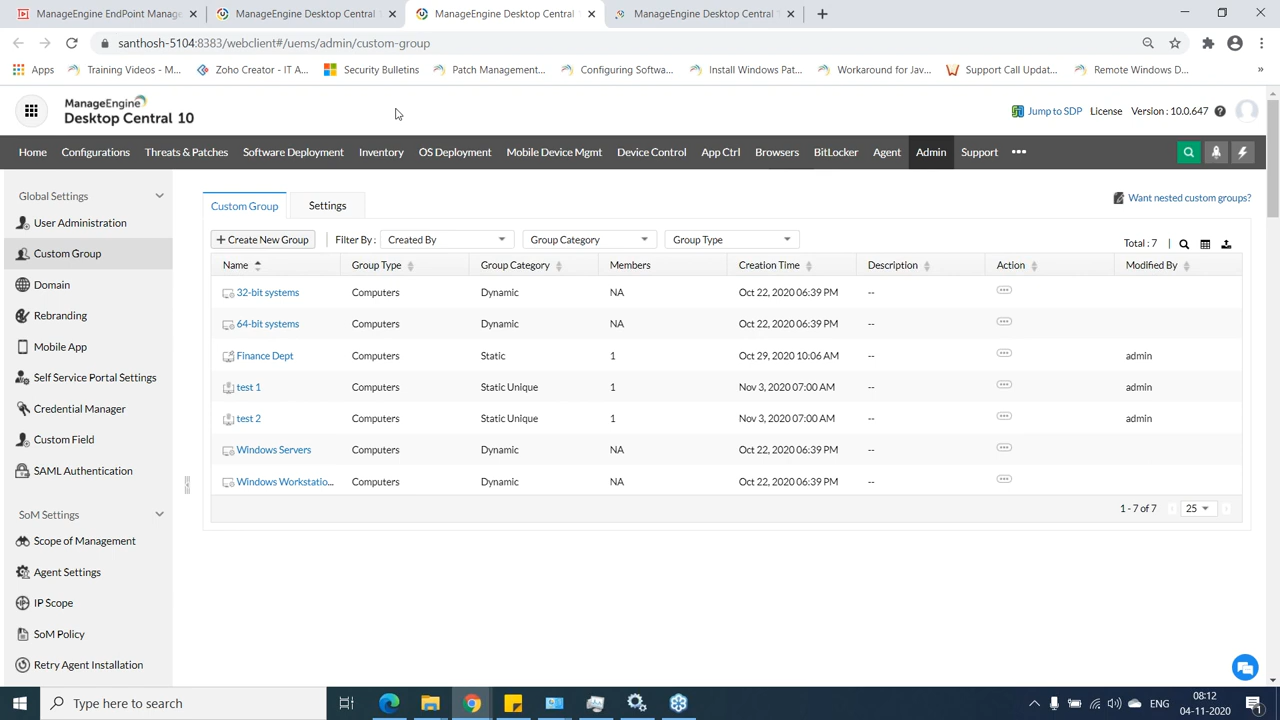 ManageEngine EndPoint Manage ×
ManageEngine Desktop Central ×
ManageEngine Desktop Central ×
ManageEngine Desktop Central ×
santhosh-5104:8383/webclient#/uems/admin/custom-group
Apps
Training Videos - M...
Zoho Creator - IT A...
Security Bulletins
Patch Management...
Configuring Softwa...
Install Windows Pat...
Workaround for Jav...
Support Call Updat...
Remote Windows D...
»
ManageEngine
Desktop Central 10
Jump to SDP License Version : 10.0.647
Home Configurations Threats & Patches Software Deployment Inventory OS Deployment Mobile Device Mgmt Device Control App Ctrl Browsers BitLocker Agent Admin Support •••
Global Settings
User Administration
Custom Group
Domain
Rebranding
Mobile App
Self Service Portal Settings
Credential Manager
Custom Field
SAML Authentication
SoM Settings
Scope of Management
Agent Settings
IP Scope
SoM Policy
Retry Agent Installation
Custom Group Settings
Want nested custom groups?
+ Create New Group Filter By : Created By Group Category Group Type
Total : 7
Name Group Type Group Category Members Creation Time Description Action Modified By
32-bit systems Computers Dynamic NA Oct 22, 2020 06:39 PM --
64-bit systems Computers Dynamic NA Oct 22, 2020 06:39 PM --
Finance Dept Computers Static 1 Oct 29, 2020 10:06 AM -- admin
test 1 Computers Static Unique 1 Nov 3, 2020 07:00 AM -- admin
test 2 Computers Static Unique 1 Nov 3, 2020 07:00 AM -- admin
Windows Servers Computers Dynamic NA Oct 22, 2020 06:39 PM --
Windows Workstatio... Computers Dynamic NA Oct 22, 2020 06:39 PM --
1 - 7 of 7 25
Type here to search
ENG
08:12
04-11-2020
1